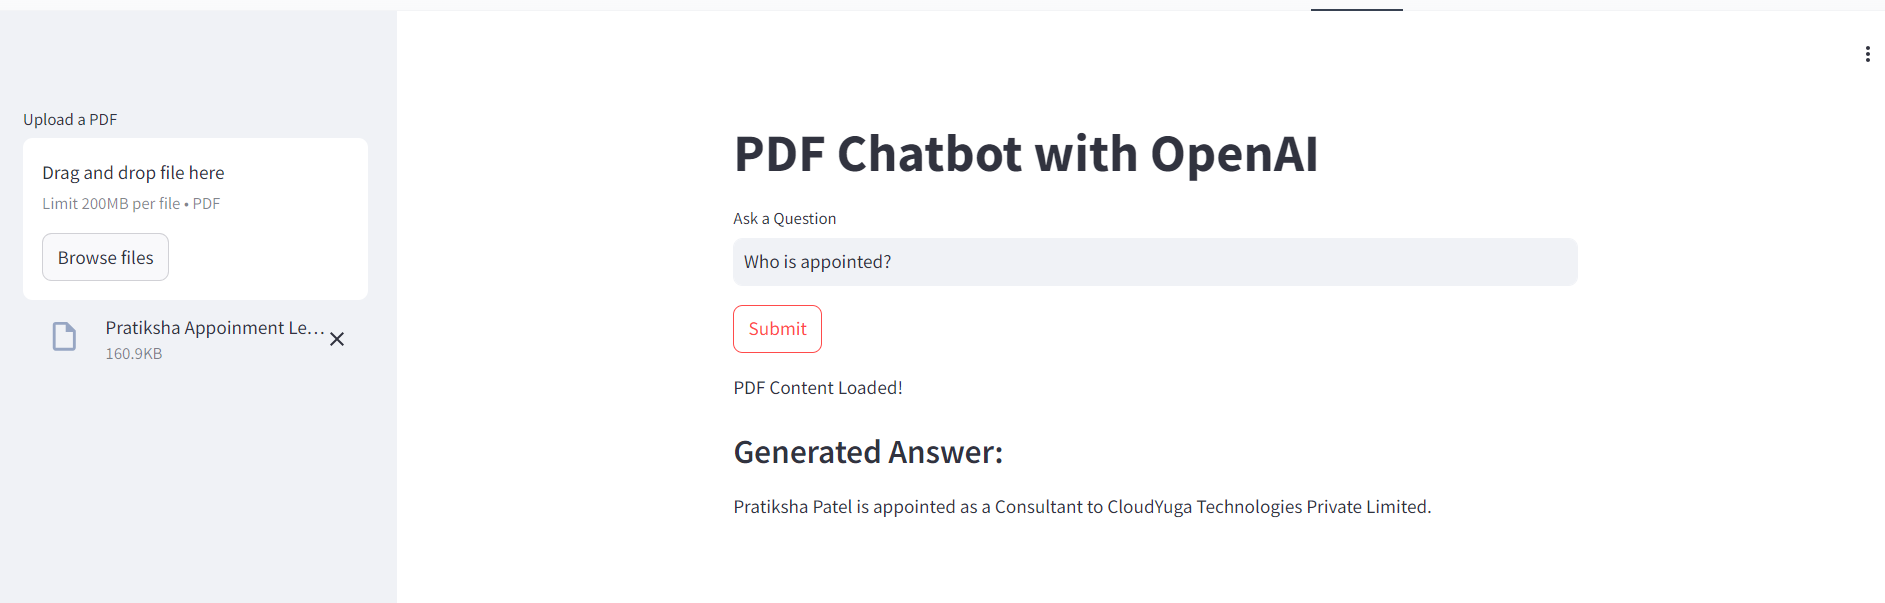 Upload a PDF
Drag and drop file here
Limit 200MB per file • PDF
Browse files
Pratiksha Appoinment Le...
160.9KB
PDF Chatbot with OpenAI
Ask a Question
Who is appointed?
Submit
PDF Content Loaded!
Generated Answer:
Pratiksha Patel is appointed as a Consultant to CloudYuga Technologies Private Limited.